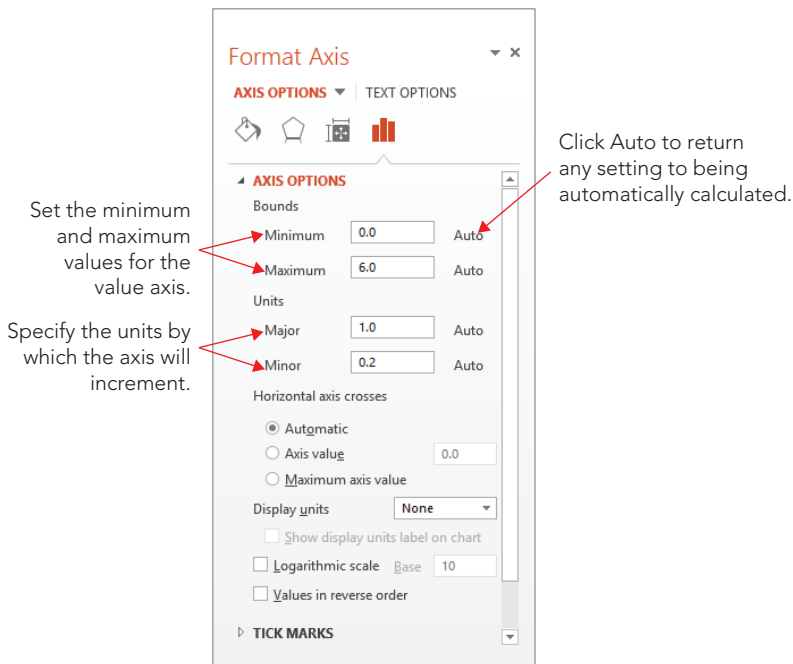 Format Axis
AXIS OPTIONS TEXT OPTIONS
AXIS OPTIONS
Bounds
Minimum 0.0 Auto
Maximum 6.0 Auto
Units
Major 1.0 Auto
Minor 0.2 Auto
Horizontal axis crosses
Automatic
Axis value 0.0
Maximum axis value
Display units None
Show display units label on chart
Logarithmic scale Base 10
Values in reverse order
TICK MARKS
Set the minimum
and maximum
values for the
value axis.
Specify the units by
which the axis will
increment.
Click Auto to return
any setting to being
automatically calculated.